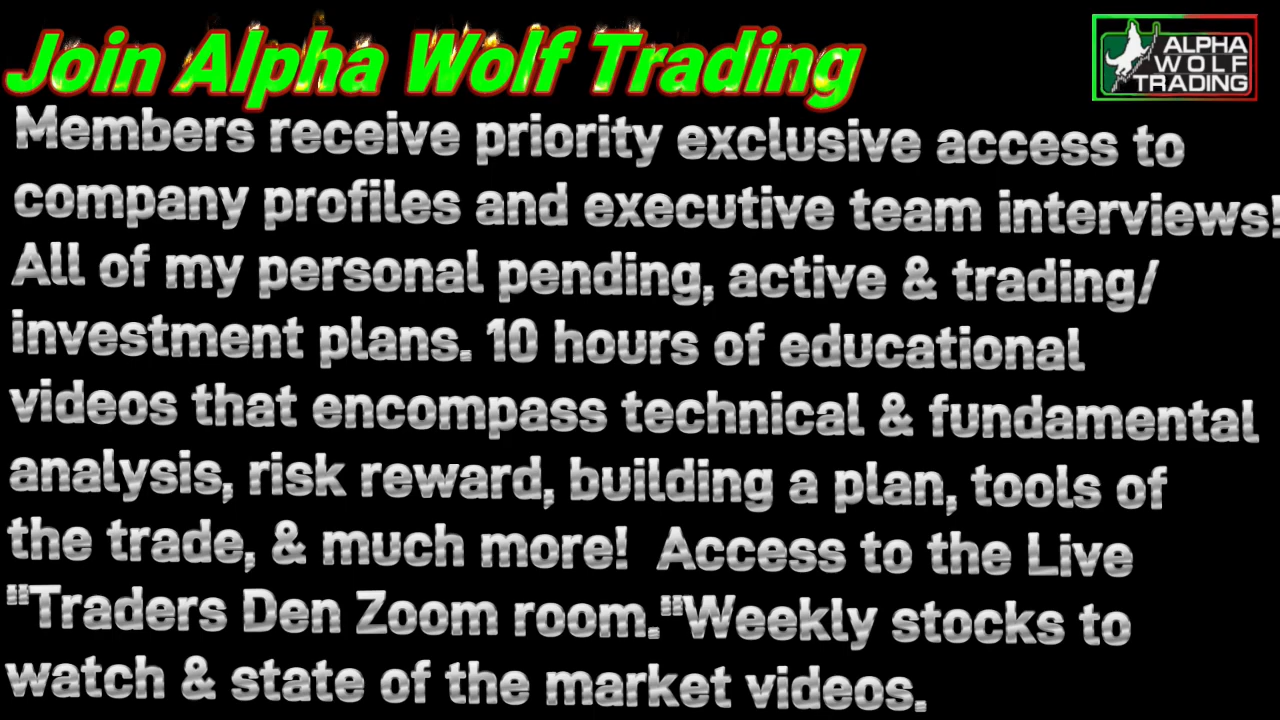 Join Alpha Wolf Trading
ALPHA
WOLF
TRADING
Members receive priority exclusive access to
company profiles and executive team interviews!
All of my personal pending, active & trading/
investment plans. 10 hours of educational
videos that encompass technical & fundamental
analysis, risk reward, building a plan, tools of
the trade, & much more!  Access to the Live
"Traders Den Zoom room."Weekly stocks to
watch & state of the market videos.